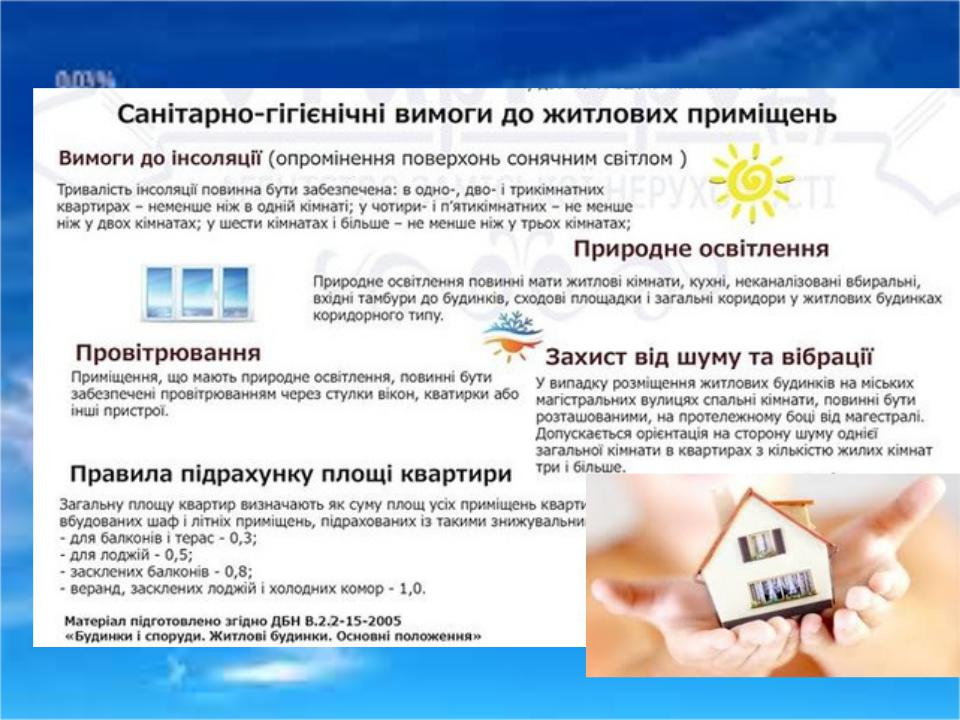 0,03%
Санітарно-гігієнічні вимоги до житлових приміщень
Вимоги до інсоляції (опромінення поверхонь сонячним світлом )
Тривалість інсоляції повинна бути забезпечена: в одно-, дво- і трикімнатних
квартирах – неменше ніж в одній кімнаті; у чотири- і п'ятикімнатних – не менше
ніж у двох кімнатах; у шести кімнатах і більше – не менше ніж у трьох кімнатах;
Природне освітлення
Природне освітлення повинні мати житлові кімнати, кухні, неканалізовані вбиральні,
вхідні тамбури до будинків, сходові площадки і загальні коридори у житлових будинках
коридорного типу.
Провітрювання
Приміщення, що мають природне освітлення, повинні бути
забезпечені провітрюванням через стулки вікон, кватирки або
інші пристрої.
Захист від шуму та вібрації
У випадку розміщення житлових будинків на міських
магістральних вулицях спальні кімнати, повинні бути
розташованими, на протележному боці від магестралі.
Допускається орієнтація на сторону шуму однієї
загальної кімнати в квартирах з кількістю жилих кімнат
три і більше.
Правила підрахунку площі квартири
Загальну площу квартир визначають як суму площ усіх приміщень кварти
вбудованих шаф і літніх приміщень, підрахованих із такими знижувальни
- для балконів і терас - 0,3;
- для лоджій - 0,5;
- засклених балконів - 0,8;
- веранд, засклених лоджій і холодних комор - 1,0.
Матеріал підготовлено згідно ДБН В.2.2-15-2005
«Будинки і споруди. Житлові будинки. Основні положення»